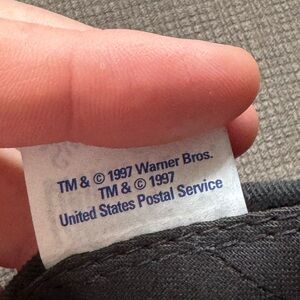 TM & © 1997 Warner Bros.
TM & © 1997
United States Postal Service